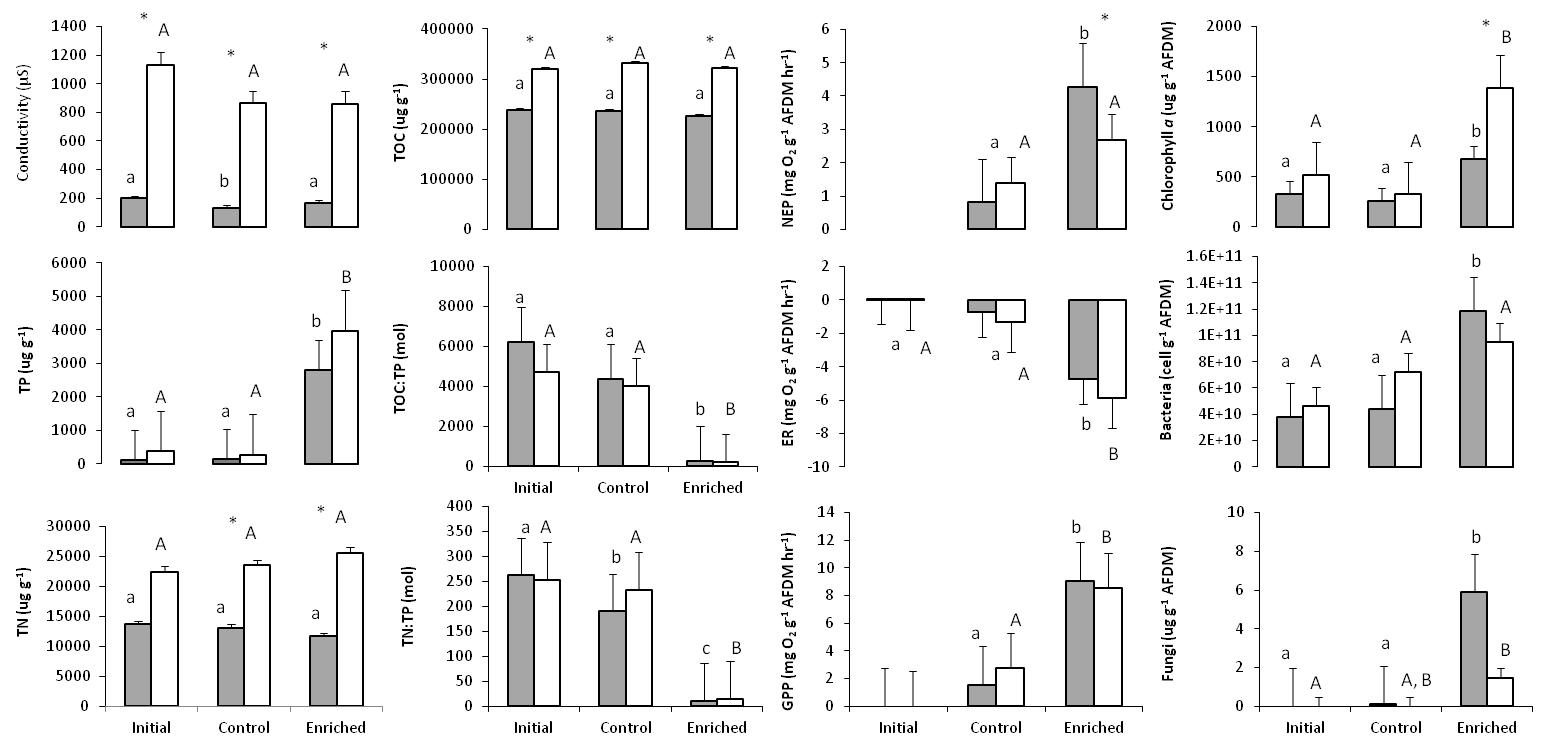 Conductivity (µS)
1400
1200
1000
800
600
400
200
0
* A
* A
* A
a
b
a
TOC (ug g-1)
400000
300000
200000
100000
0
* A
* A
* A
a
a
a
NEP (mg O2 g-1 AFDM hr-1)
6
5
4
3
2
1
0
a A
b *
A
Chlorophyll a (ug g-1 AFDM)
2000
1500
1000
500
0
a A
a A
b * B
TP (ug g-1)
6000
5000
4000
3000
2000
1000
0
a A
a A
b B
TOC:TP (mol)
10000
8000
6000
4000
2000
0
a A
a A
b B
Initial Control Enriched
ER (mg O2 g-1 AFDM hr-1)
2
0
-2
-4
-6
-8
-10
a A
a A
b B
Bacteria (cell g-1 AFDM)
1.6E+11
1.4E+11
1.2E+11
1E+11
8E+10
6E+10
4E+10
2E+10
0
a A
a A
b A
TN (ug g-1)
30000
25000
20000
15000
10000
5000
0
a A
a * A
a * A
Initial Control Enriched
TN:TP (mol)
400
350
300
250
200
150
100
50
0
a A
b A
c B
Initial Control Enriched
GPP (mg O2 g-1 AFDM hr-1)
14
12
10
8
6
4
2
0
a A
b B
Initial Control Enriched
Fungi (ug g-1 AFDM)
10
8
6
4
2
0
a A
a A, B
b B
Initial Control Enriched